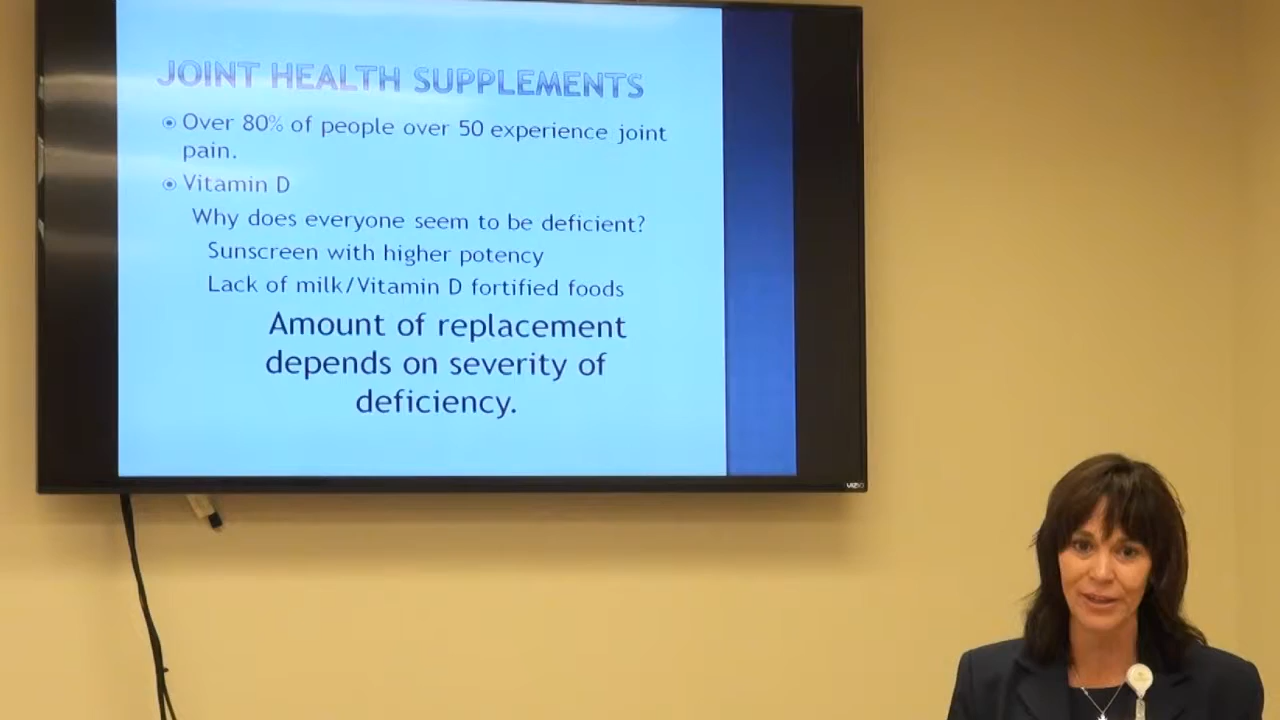 JOINT HEALTH SUPPLEMENTS
Over 80% of people over 50 experience joint
pain.
Vitamin D
Why does everyone seem to be deficient?
Sunscreen with higher potency
Lack of milk/Vitamin D fortified foods
Amount of replacement
depends on severity of
deficiency.
VIZIO